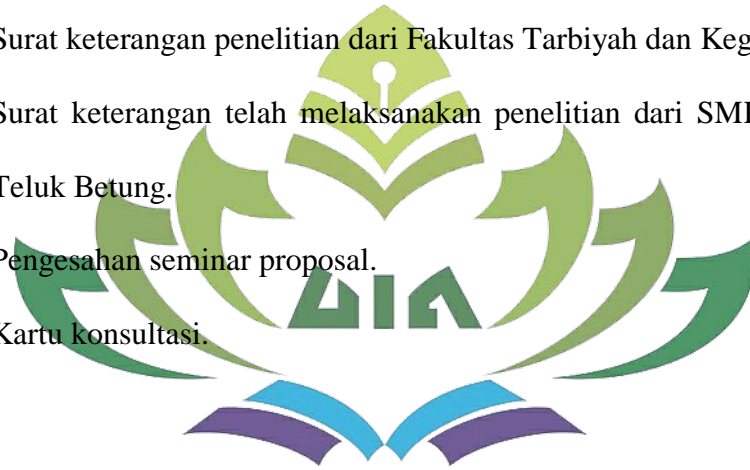 Surat keterangan penelitian dari Fakultas Tarbiyah dan Keg
Surat keterangan telah melaksanakan penelitian dari
Teluk Betung.
Pengesahan seminar proposal.
UIN
Kartu konsultasi.